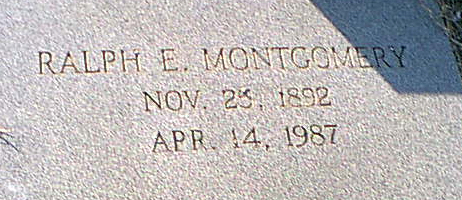 RALPH E. MONTGOMERY
NOV. 25, 1892
APR. 14, 1987